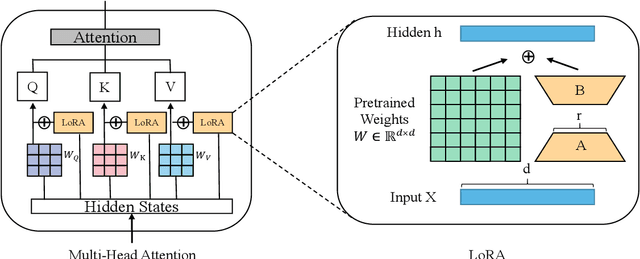 Attention
Q K V
LoRA LoRA LoRA
W_Q W_K W_V
Hidden States
Multi-Head Attention
Hidden h
Pretrained
Weights
W ∈ ℝ^{d×d}
B
r
A
d
Input X
LoRA